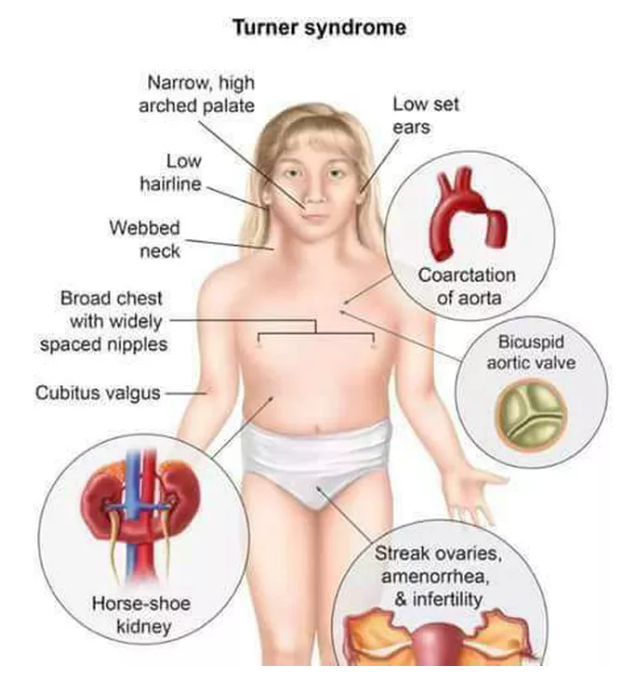 Turner syndrome
Narrow, high
arched palate
Low set
ears
Low
hairline
Webbed
neck
Coarctation
of aorta
Broad chest
with widely
spaced nipples
Bicuspid
aortic valve
Cubitus valgus
Horse-shoe
kidney
Streak ovaries,
amenorrhea,
& infertility